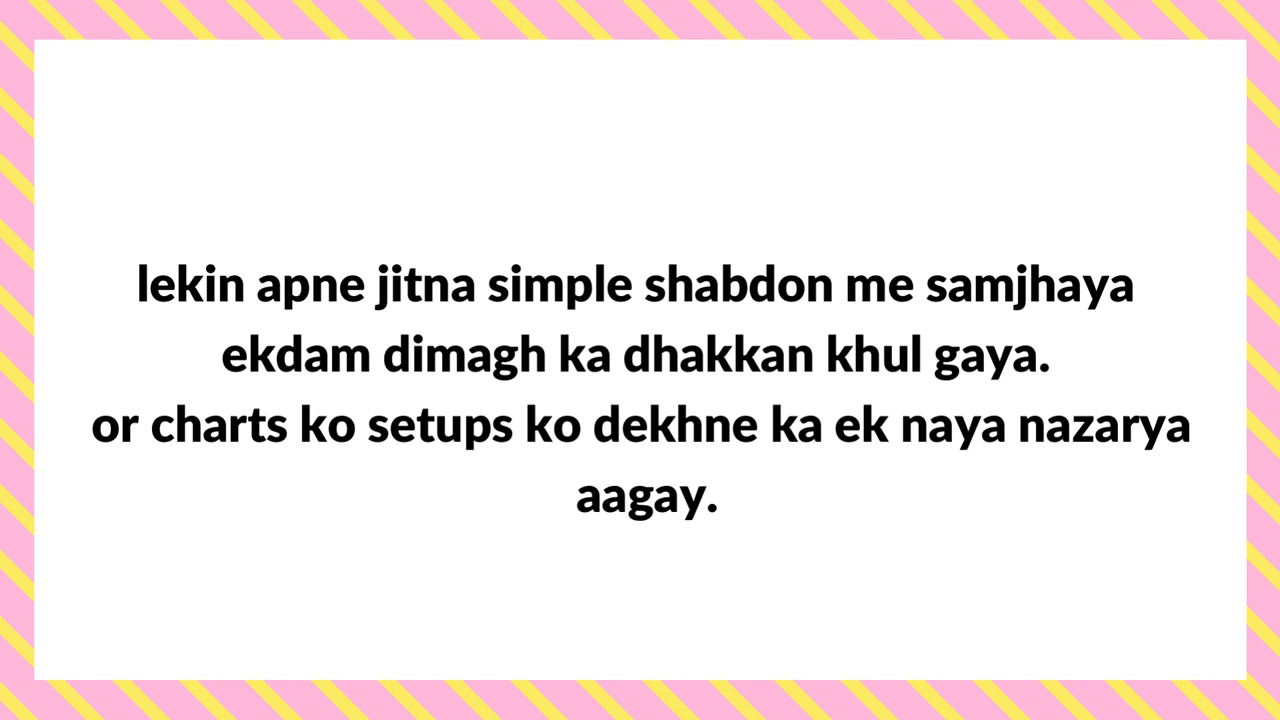 lekin apne jitna simple shabdon me samjhaya
ekdam dimagh ka dhakkan khul gaya.
or charts ko setups ko dekhne ka ek naya nazarya
aagay.